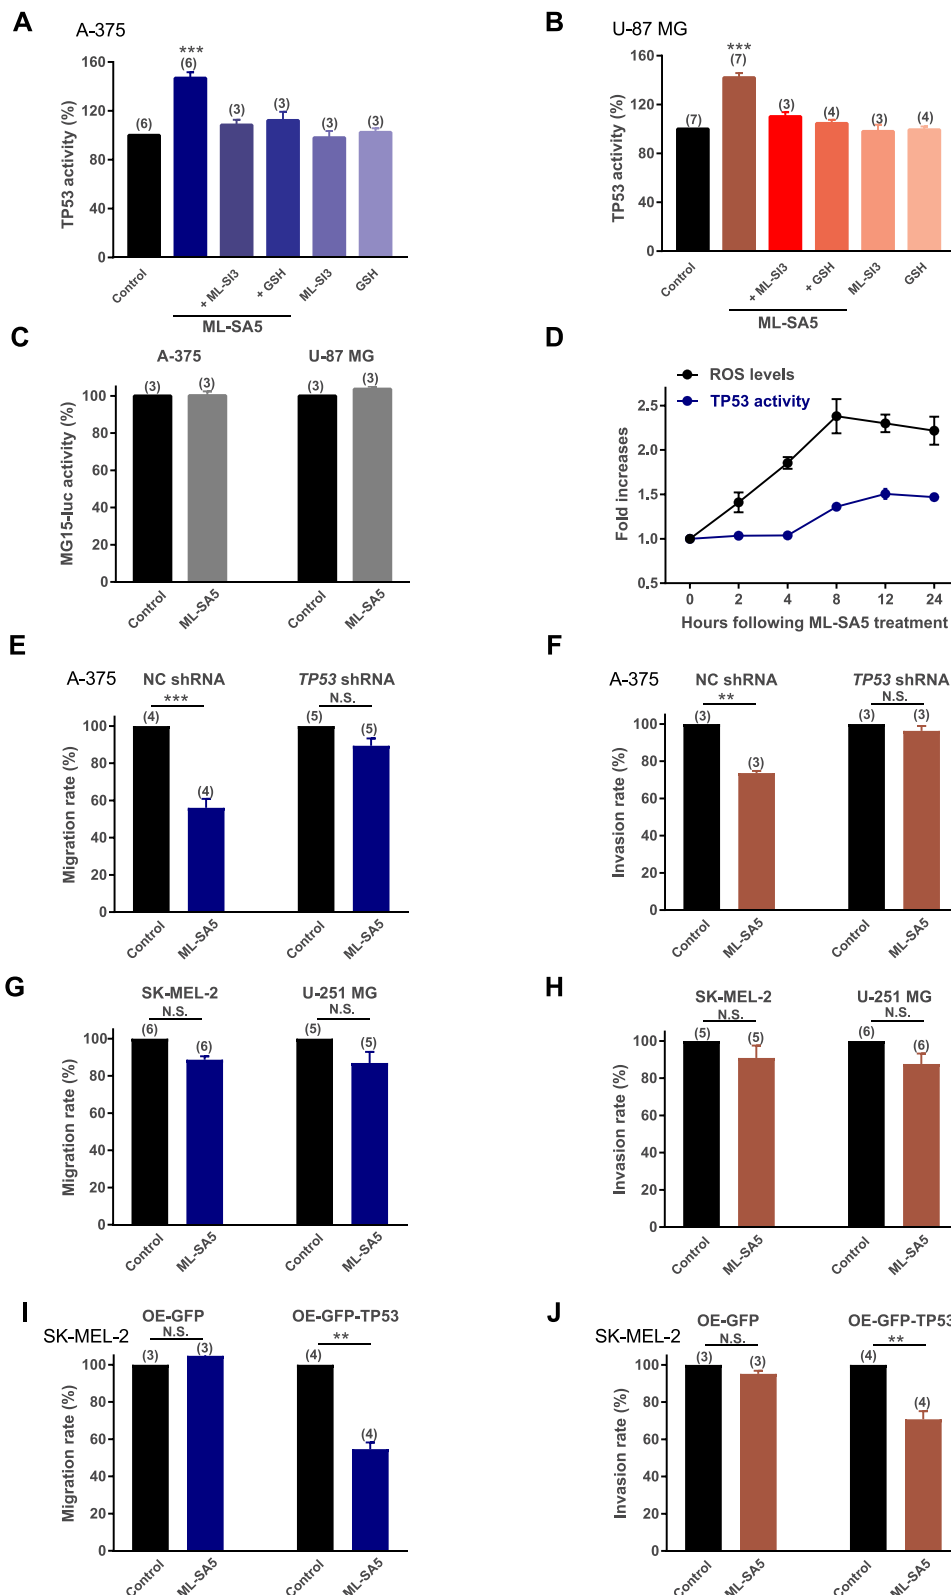 A
A-375
***
(6)
(6)
(3)
(3)
(3)
(3)
160
120
80
40
0
TP53 activity (%)
Control
+ ML-SI3
+ GSH
ML-SI3
GSH
ML-SA5
B
U-87 MG
***
(7)
(7)
(3)
(4)
(3)
(4)
160
120
80
40
0
TP53 activity (%)
Control
+ ML-SI3
+ GSH
ML-SI3
GSH
ML-SA5
C
A-375
U-87 MG
(3)
(3)
(3)
(3)
100
80
60
40
20
0
MG15-luc activity (%)
Control
ML-SA5
Control
ML-SA5
D
ROS levels
TP53 activity
2.5
2.0
1.5
1.0
0.5
Fold increases
0
2
4
8
12
24
Hours following ML-SA5 treatment
E
A-375
NC shRNA
TP53 shRNA
***
N.S.
(4)
(4)
(5)
(5)
100
80
60
40
20
0
Migration rate (%)
Control
ML-SA5
Control
ML-SA5
F
A-375
NC shRNA
TP53 shRNA
**
N.S.
(3)
(3)
(3)
(3)
100
80
60
40
20
0
Invasion rate (%)
Control
ML-SA5
Control
ML-SA5
G
SK-MEL-2
U-251 MG
N.S.
N.S.
(6)
(6)
(5)
(5)
100
80
60
40
20
0
Migration rate (%)
Control
ML-SA5
Control
ML-SA5
H
SK-MEL-2
U-251 MG
N.S.
N.S.
(5)
(5)
(6)
(6)
100
80
60
40
20
0
Invasion rate (%)
Control
ML-SA5
Control
ML-SA5
I
SK-MEL-2
OE-GFP
OE-GFP-TP53
N.S.
**
(3)
(3)
(4)
(4)
100
80
60
40
20
0
Migration rate (%)
Control
ML-SA5
Control
ML-SA5
J
SK-MEL-2
OE-GFP
OE-GFP-TP53
N.S.
**
(3)
(3)
(4)
(4)
100
80
60
40
20
0
Invasion rate (%)
Control
ML-SA5
Control
ML-SA5